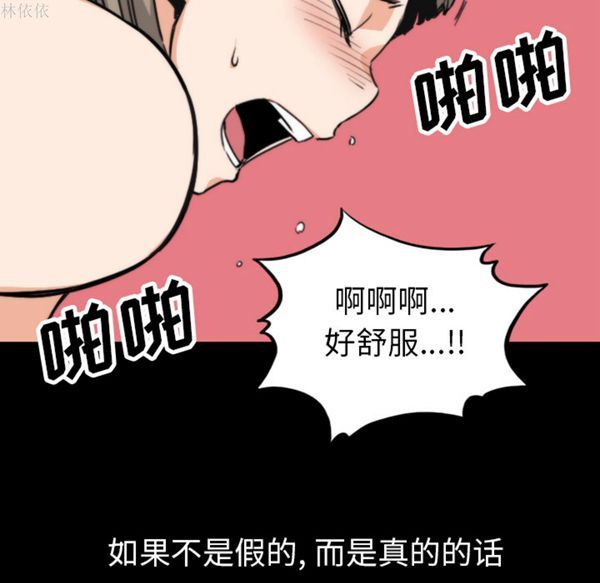 林依依
啪啪
啊啊啊...
好舒服...!!
啪啪
如果不是假的, 而是真的的话